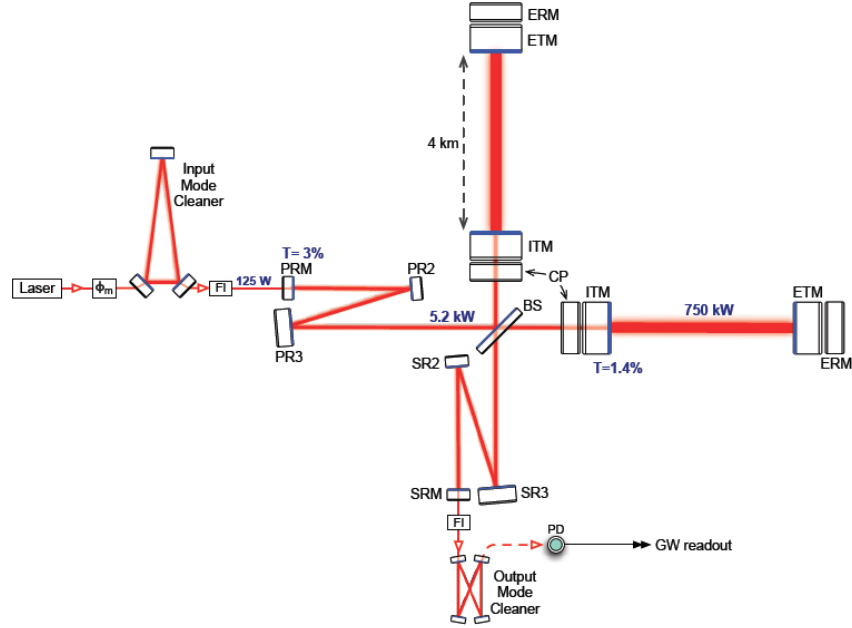 ERM
ETM
4 km
Input
Mode
Cleaner
ITM
T= 3%
PRM
PR2
CP
ITM
ETM
Laser
Φm
FI
125 W
BS
5.2 kW
750 kW
PR3
SR2
T=1.4%
ERM
SRM
SR3
FI
PD
GW readout
Output
Mode
Cleaner